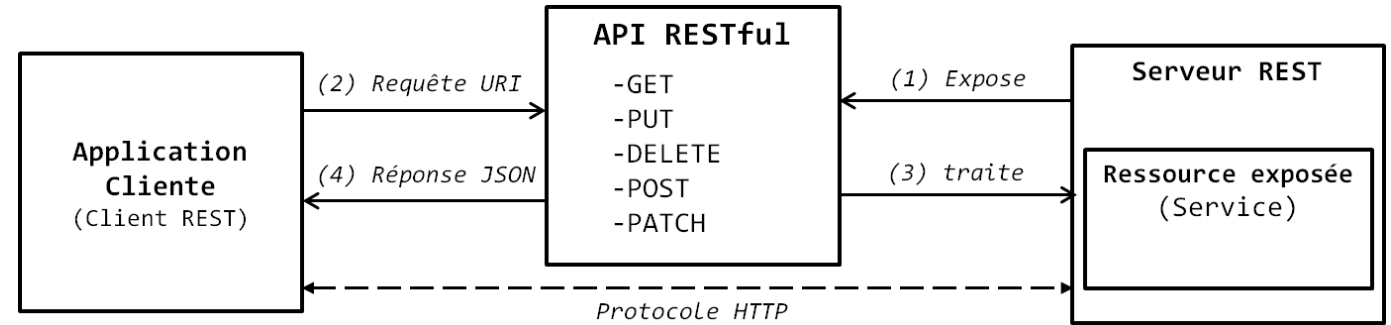 API RESTful
-GET
-PUT
-DELETE
-POST
-PATCH
(2) Requête URI
(1) Expose
Serveur REST
Application
Cliente
(Client REST)
(4) Réponse JSON
(3) traite
Ressource exposée
(Service)
Protocole HTTP